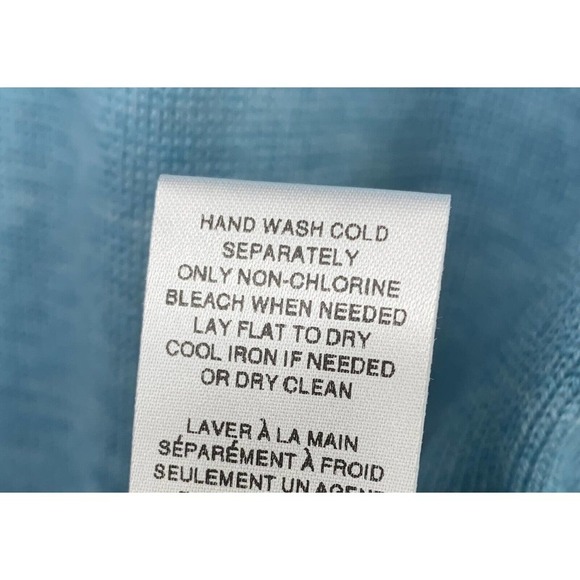 HAND WASH COLD
SEPARATELY
ONLY NON-CHLORINE
BLEACH WHEN NEEDED
LAY FLAT TO DRY
COOL IRON IF NEEDED
OR DRY CLEAN
LAVER À LA MAIN
SÉPARÉMENT À FROID
SEULEMENT UN AGENT